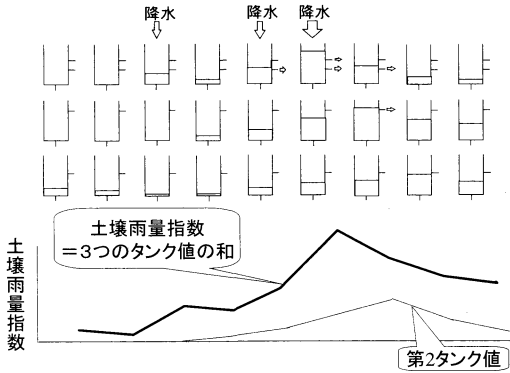 降水
降水
降水
土壌雨量指数
＝3つのタンク値の和
土壌雨量指数
第2タンク値